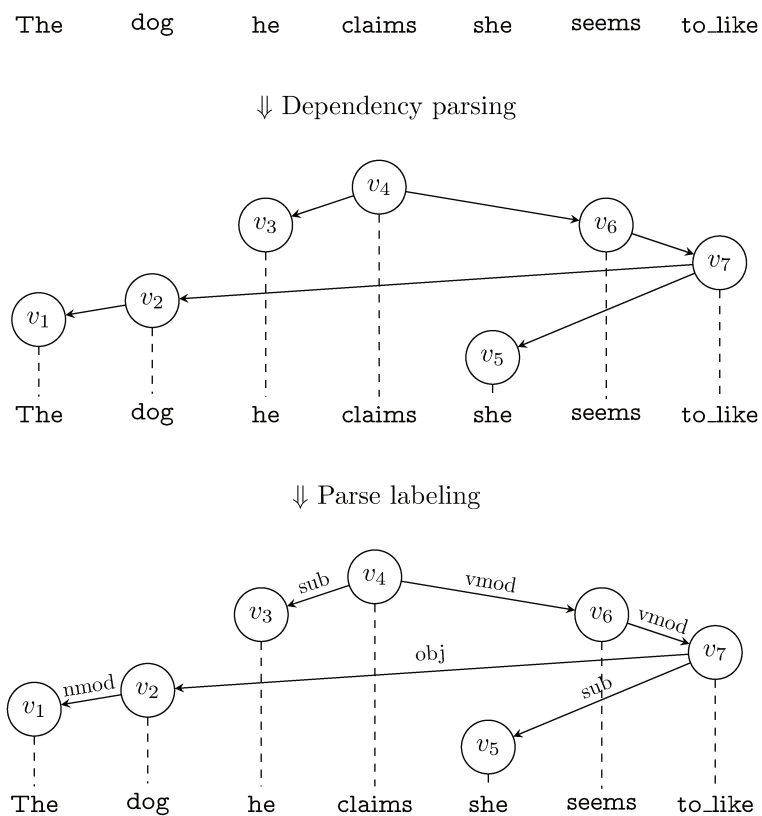 The dog he claims she seems to_like
⇓ Dependency parsing
v4
v3 v6
v7
v2
v1
v5
The dog he claims she seems to_like
⇓ Parse labeling
sub v4 vmod
v3 v6 vmod
obj v7
nmod v2 sub
v1
v5
The dog he claims she seems to_like